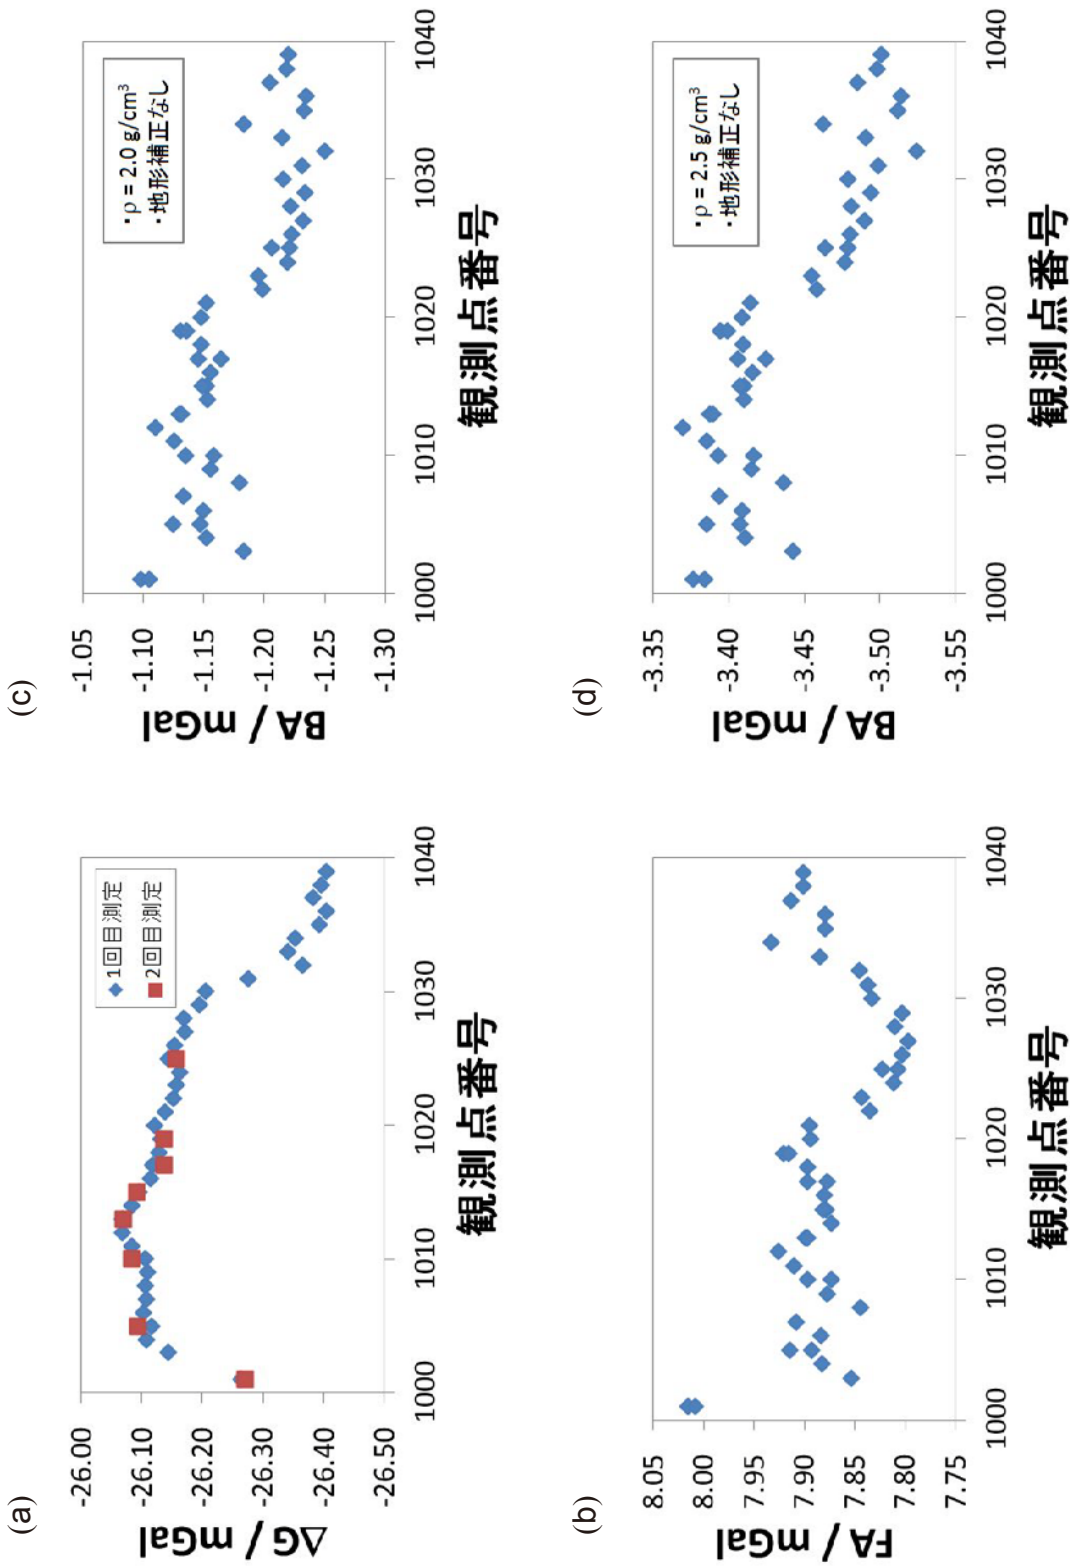 (a)
ΔG / mGal
-26.00
-26.10
-26.20
-26.30
-26.40
-26.50
1回目測定
2回目測定
1000
1010
1020
1030
1040
観測点番号
(c)
BA / mGal
-1.05
-1.10
-1.15
-1.20
-1.25
-1.30
・ρ = 2.0 g/cm³
・地形補正なし
1000
1010
1020
1030
1040
観測点番号
(b)
FA / mGal
8.05
8.00
7.95
7.90
7.85
7.80
7.75
1000
1010
1020
1030
1040
観測点番号
(d)
BA / mGal
-3.35
-3.40
-3.45
-3.50
-3.55
・ρ = 2.5 g/cm³
・地形補正なし
1000
1010
1020
1030
1040
観測点番号